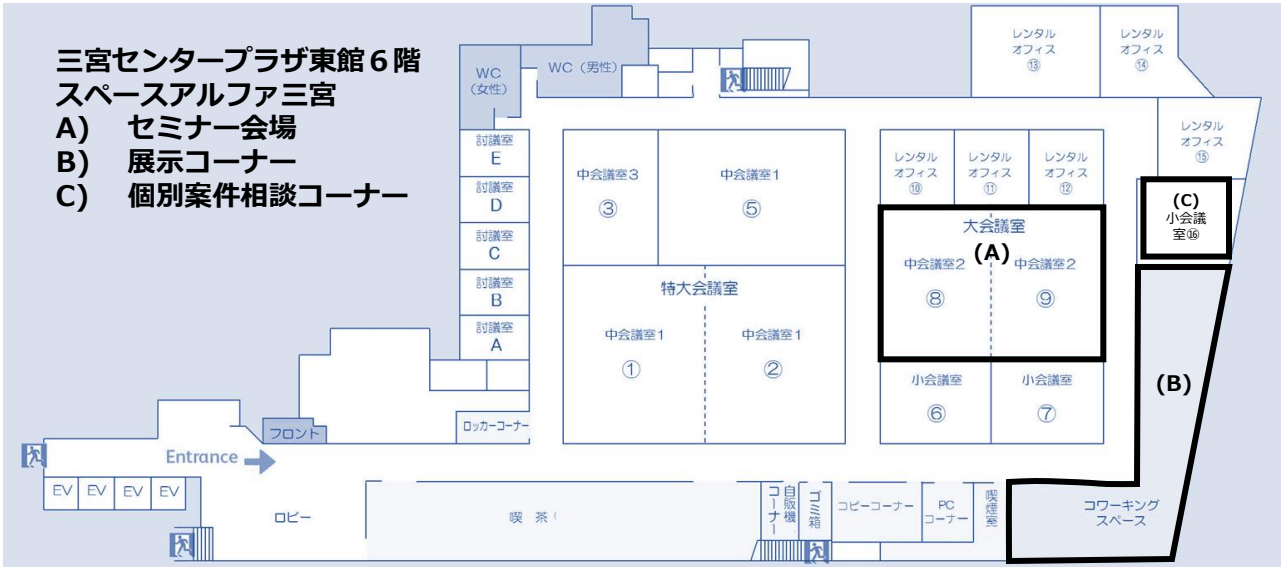 三宮センタープラザ東館６階
スペースアルファ三宮
A) セミナー会場
B) 展示コーナー
C) 個別案件相談コーナー
WC
(女性)
WC (男性)
レンタル
オフィス
⑬
レンタル
オフィス
⑭
レンタル
オフィス
⑮
討議室
E
討議室
D
討議室
C
討議室
B
討議室
A
中会議室3
③
中会議室1
⑤
レンタル
オフィス
⑩
レンタル
オフィス
⑪
レンタル
オフィス
⑫
(C)
小会議
室⑯
大会議室
(A)
中会議室2
⑧
中会議室2
⑨
特大会議室
中会議室1
①
中会議室1
②
小会議室
⑥
小会議室
⑦
(B)
ロッカーコーナー
フロント
Entrance
EV
EV
EV
EV
ロビー
喫 茶
自販機
コーナー
ゴミ箱
コピーコーナー
PC
コーナー
喫煙室
コワーキング
スペース